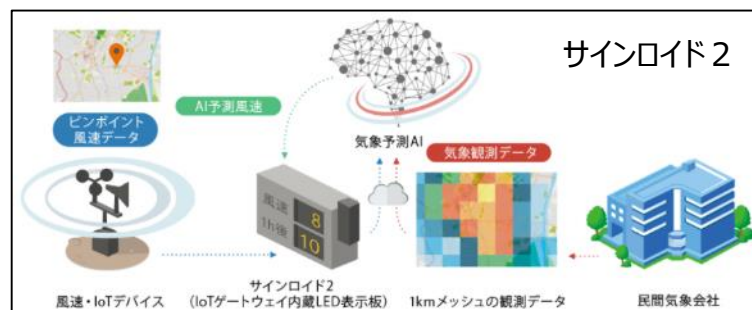 サインロイド2
AI予測風速
ピンポイント
風速データ
気象予測AI
気象観測データ
風速 8
1h後 10
風速・IoTデバイス
サインロイド2
(IoTゲートウェイ内蔵LED表示板)
1kmメッシュの観測データ
民間気象会社